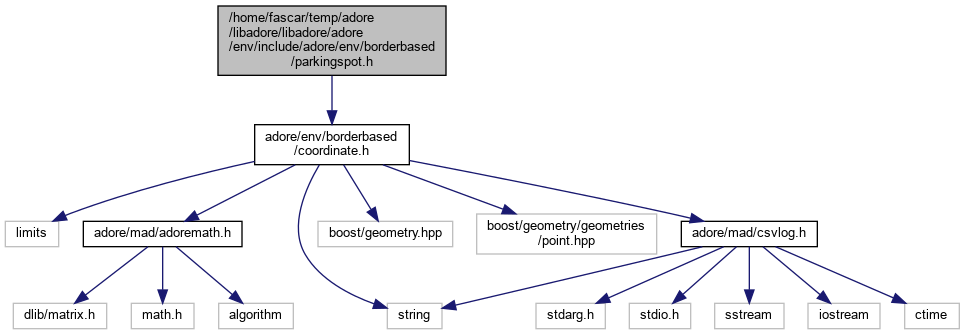 /home/fascar/temp/adore
/libadore/libadore/adore
/env/include/adore/env/borderbased
/parkingspot.h
adore/env/borderbased
/coordinate.h
limits
adore/mad/adoremath.h
boost/geometry.hpp
boost/geometry/geometries
/point.hpp
adore/mad/csvlog.h
dlib/matrix.h
math.h
algorithm
string
stdarg.h
stdio.h
sstream
iostream
ctime